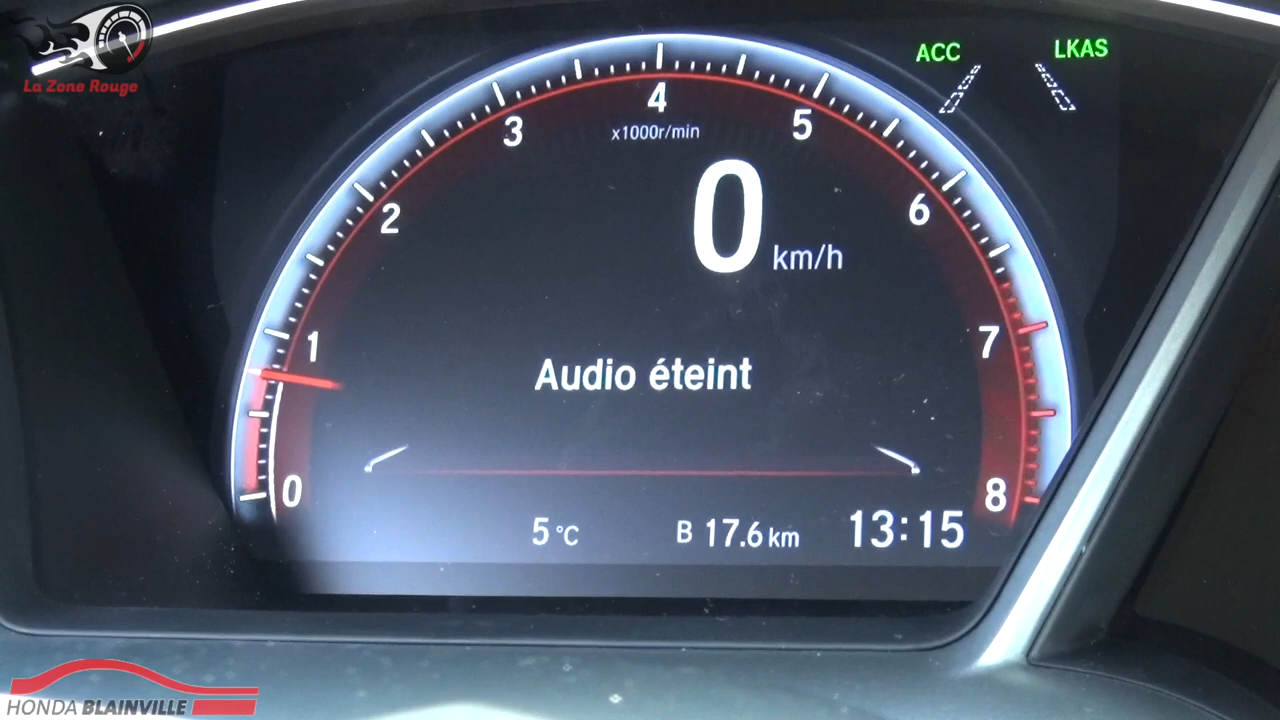 La Zone Rouge
ACC
LKAS
0
1
2
3
4
5
6
7
8
x1000r/min
0 km/h
Audio éteint
5 °C
B 17.6 km
13:15
HONDA BLAINVILLE